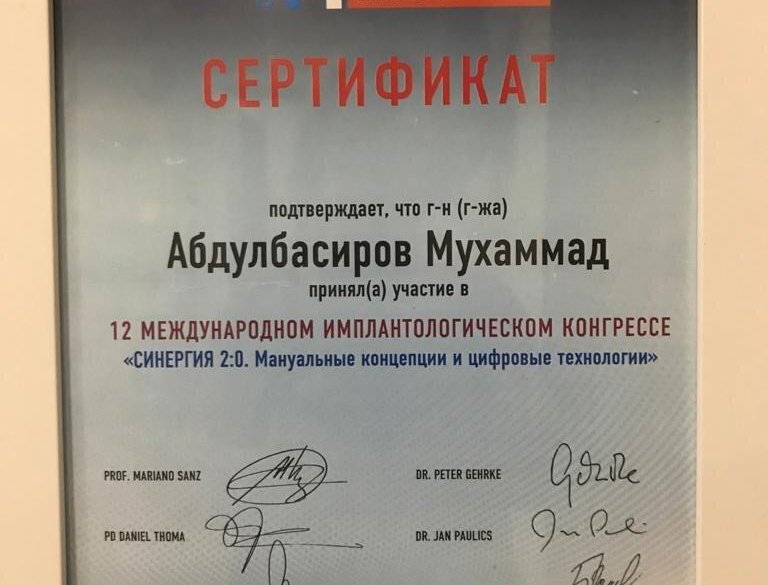 СЕРТИФИКАТ
подтверждает, что г-н (г-жа)
Абдулбасиров Мухаммад
принял(а) участие в
12 МЕЖДУНАРОДНОМ ИМПЛАНТОЛОГИЧЕСКОМ КОНГРЕССЕ
«СИНЕРГИЯ 2:0. Мануальные концепции и цифровые технологии»
PROF. MARIANO SANZ
DR. PETER GEHRKE
PD DANIEL THOMA
DR. JAN PAULICS